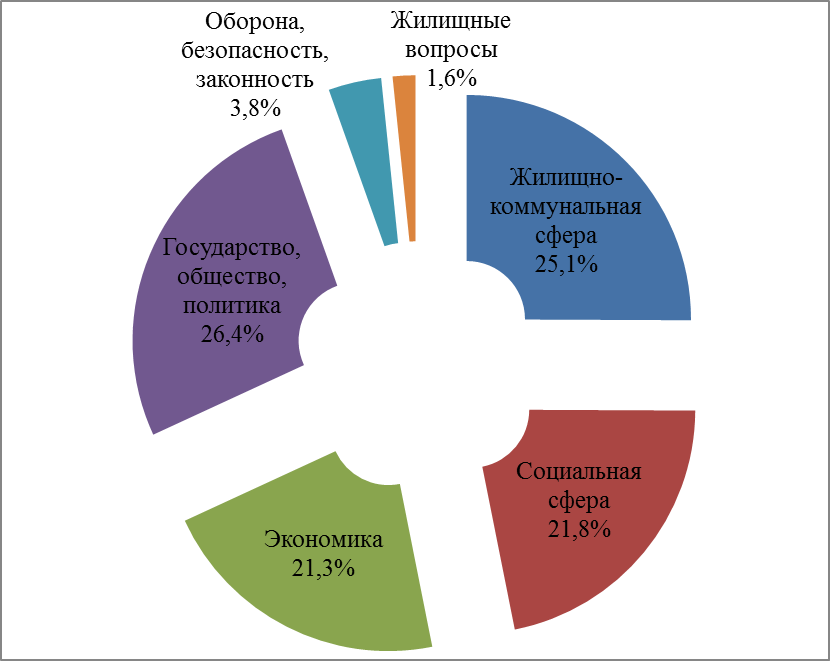 Оборона,
безопасность,
законность
3,8%
Жилищные
вопросы
1,6%
Жилищно-
коммунальная
сфера
25,1%
Государство,
общество,
политика
26,4%
Социальная
сфера
21,8%
Экономика
21,3%